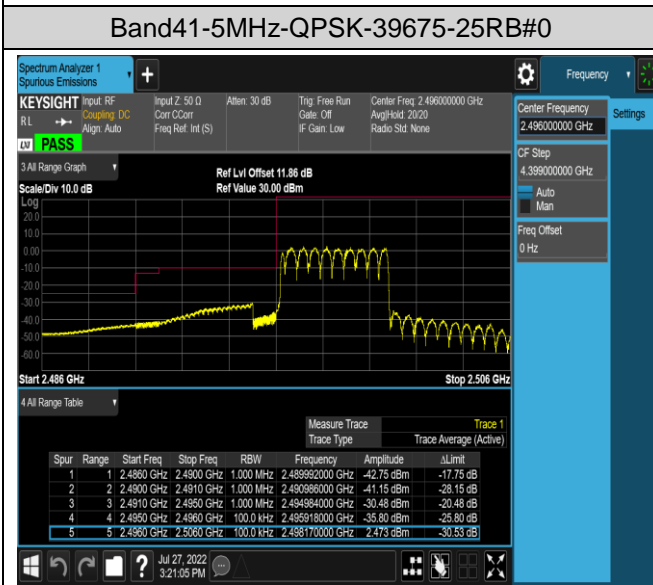 Band41-5MHz-QPSK-39675-25RB#0
Spectrum Analyzer 1
Spurious Emissions
Frequency
KEYSIGHT Input: RF Input Z: 50 Ω Atten: 30 dB Trig: Free Run Center Freq: 2.496000000 GHz
RL Coupling: DC Corr CCorr Gate: Off Avg|Hold: 20/20
Align: Auto Freq Ref: Int (S) IF Gain: Low Radio Std: None
LXI PASS
Center Frequency
2.496000000 GHz
Settings
CF Step
4.399000000 GHz
Auto
Man
Freq Offset
0 Hz
3 All Range Graph
Ref Lvl Offset 11.86 dB
Scale/Div 10.0 dB Ref Value 30.00 dBm
Log
20.0
10.0
0.00
-10.0
-20.0
-30.0
-40.0
-50.0
-60.0
Start 2.486 GHz Stop 2.506 GHz
4 All Range Table
Measure Trace Trace 1
Trace Type Trace Average (Active)
Spur Range Start Freq Stop Freq RBW Frequency Amplitude ΔLimit
1 1 2.4860 GHz 2.4900 GHz 1.000 MHz 2.489992000 GHz -42.75 dBm -17.75 dB
2 2 2.4900 GHz 2.4910 GHz 1.000 MHz 2.490986000 GHz -41.15 dBm -28.15 dB
3 3 2.4910 GHz 2.4950 GHz 1.000 MHz 2.494984000 GHz -30.48 dBm -20.48 dB
4 4 2.4950 GHz 2.4960 GHz 100.0 kHz 2.495918000 GHz -35.80 dBm -25.80 dB
5 5 2.4960 GHz 2.5060 GHz 100.0 kHz 2.498170000 GHz 2.473 dBm -30.53 dB
Jul 27, 2022
3:21:05 PM